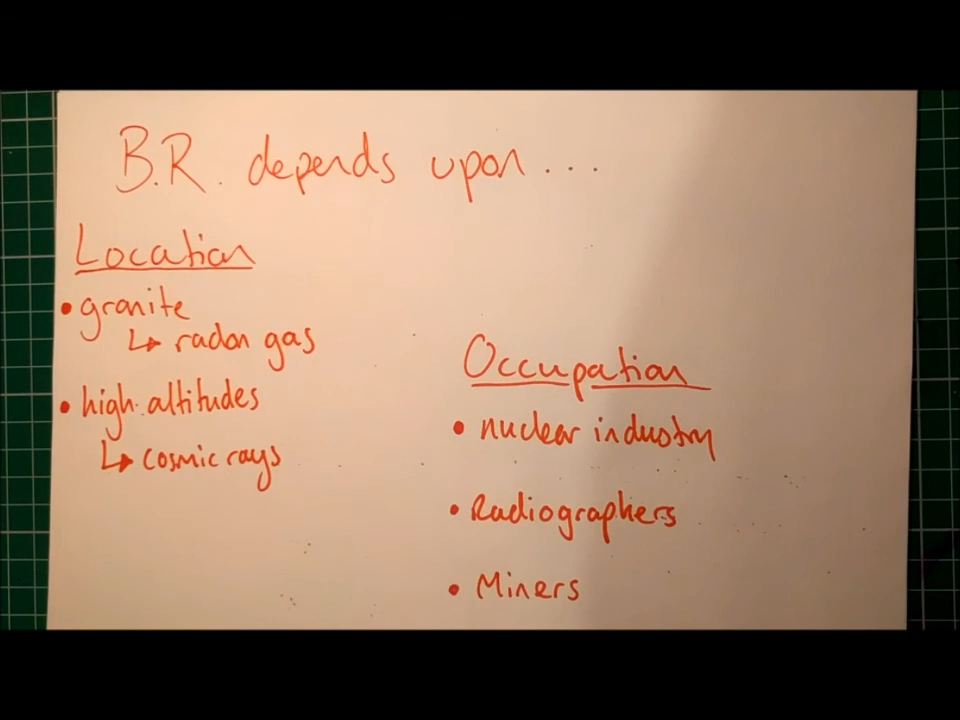 B.R. depends upon...
Location
• granite
↳ radon gas
• high altitudes
↳ cosmic rays
Occupation
• nuclear industry
• Radiographers
• Miners